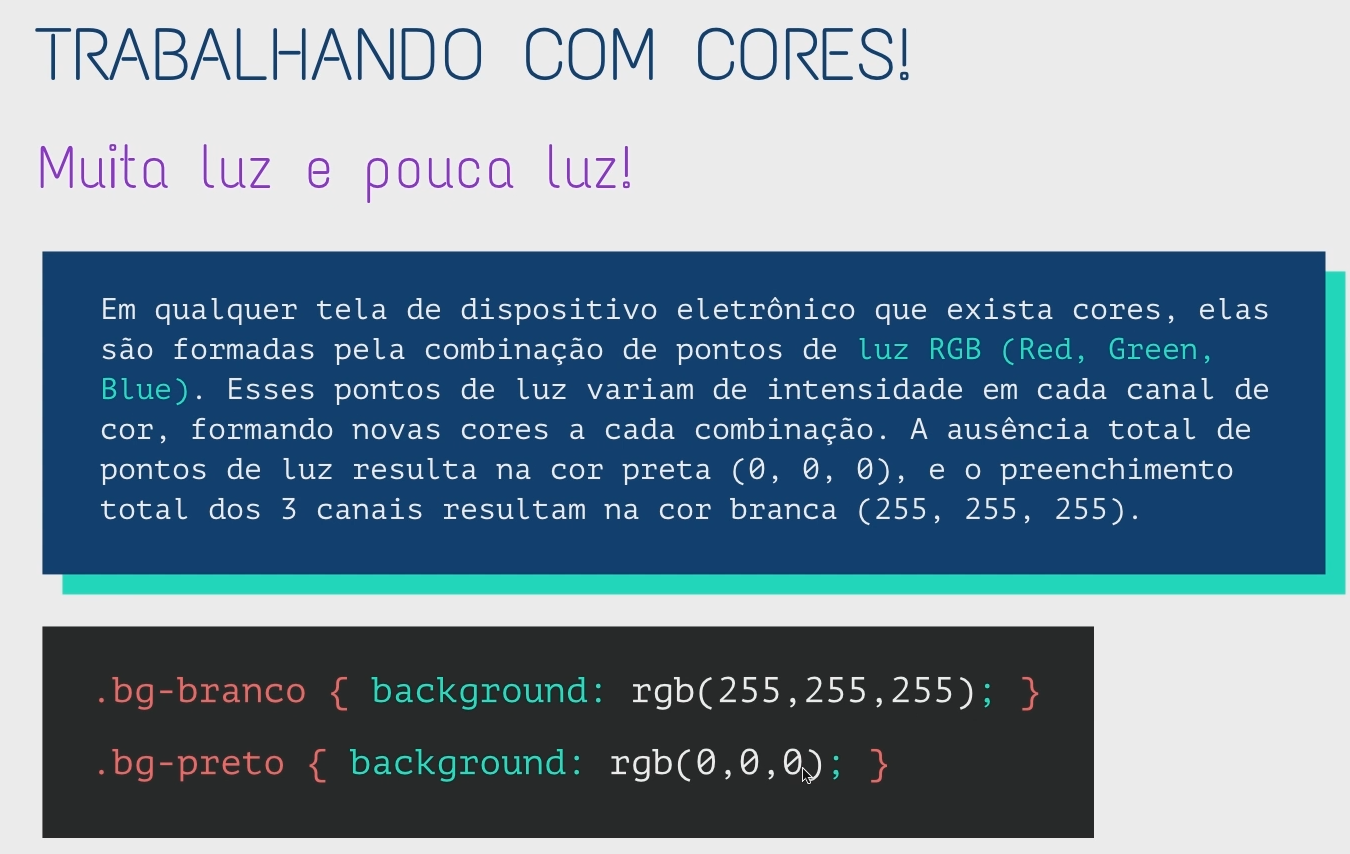 TRABALHANDO COM CORES!
Muita luz e pouca luz!
Em qualquer tela de dispositivo eletrônico que exista cores, elas
são formadas pela combinação de pontos de luz RGB (Red, Green,
Blue). Esses pontos de luz variam de intensidade em cada canal de
cor, formando novas cores a cada combinação. A ausência total de
pontos de luz resulta na cor preta (0, 0, 0), e o preenchimento
total dos 3 canais resultam na cor branca (255, 255, 255).
.bg-branco { background: rgb(255,255,255); }
.bg-preto { background: rgb(0,0,0); }